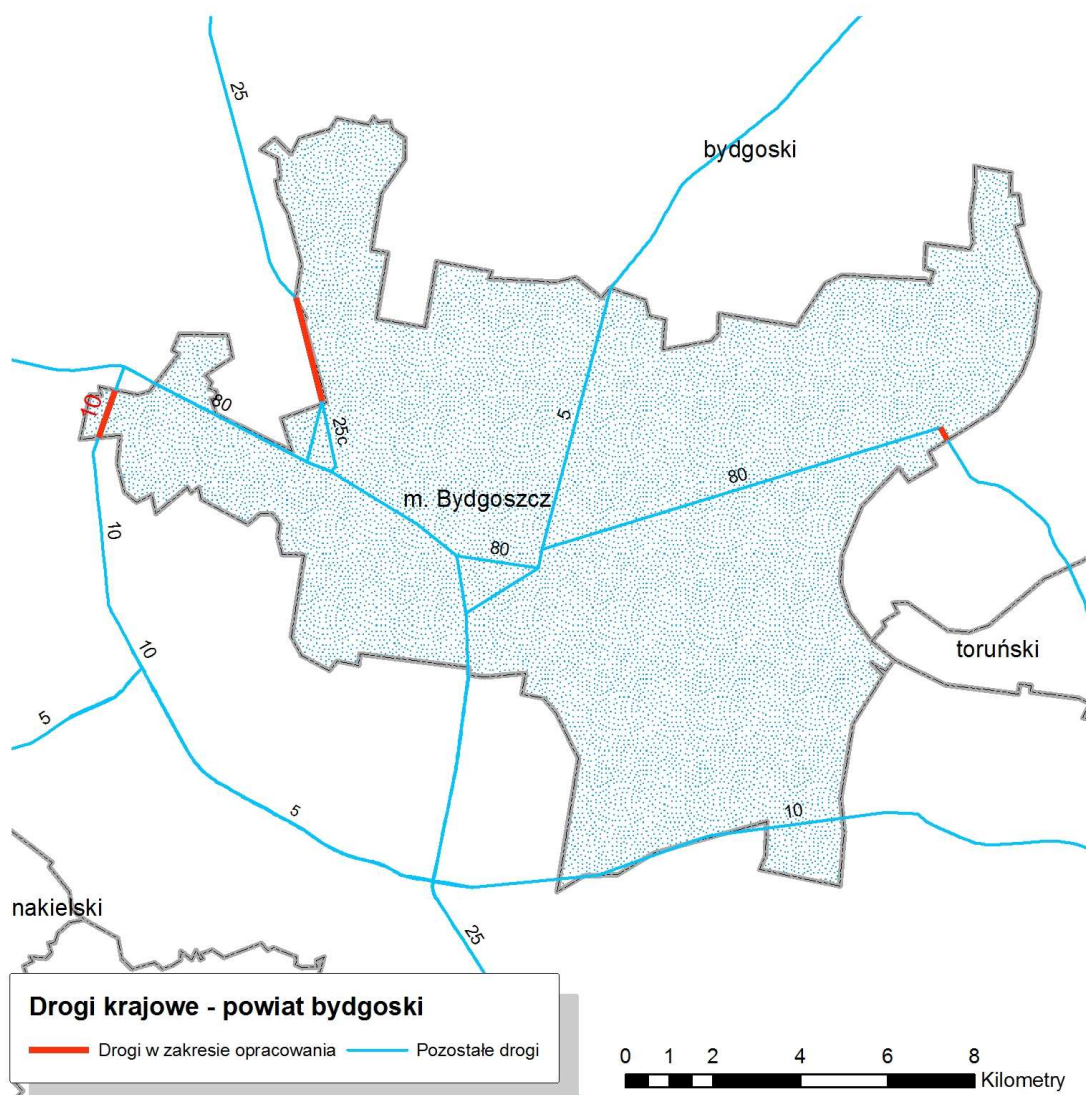 25
bydgoski
10
80
25c
5
80
m. Bydgoszcz
80
10
10
toruński
5
5
10
nakielski
25
Drogi krajowe - powiat bydgoski
Drogi w zakresie opracowania Pozostałe drogi
0 1 2 4 6 8
Kilometry